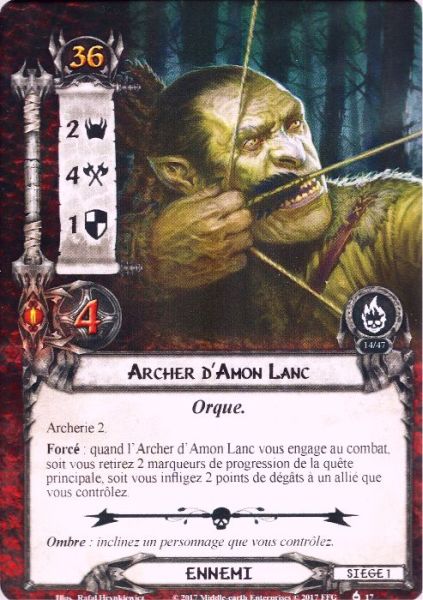 36
2
4
1
4
14/47
ARCHER D'AMON LANC
Orque.
Archerie 2.
Forcé : quand l'Archer d'Amon Lanc vous engage au combat,
soit vous retirez 2 marqueurs de progression de la quête
principale, soit vous infligez 2 points de dégâts à un allié que
vous contrôlez.
Ombre : inclinez un personnage que vous contrôlez.
ENNEMI
SIEGE 1
Illus. Rafał Hrynkiewicz © 2017 Middle-earth Enterprises © 2017 FFG 17